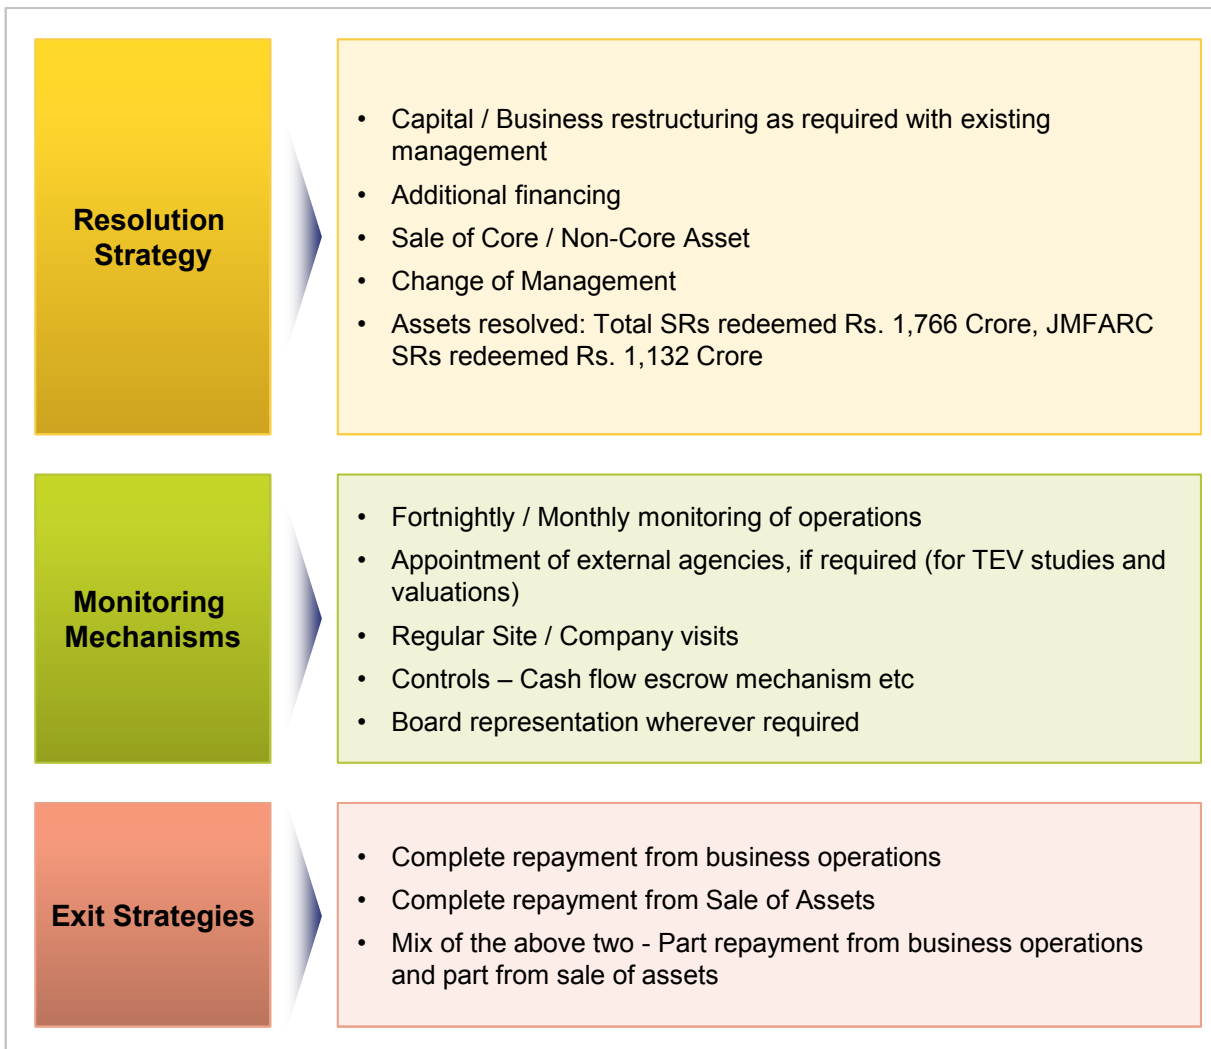 Resolution
Strategy
• Capital / Business restructuring as required with existing
management
• Additional financing
• Sale of Core / Non-Core Asset
• Change of Management
• Assets resolved: Total SRs redeemed Rs. 1,766 Crore, JMFARC
SRs redeemed Rs. 1,132 Crore
Monitoring
Mechanisms
• Fortnightly / Monthly monitoring of operations
• Appointment of external agencies, if required (for TEV studies and
valuations)
• Regular Site / Company visits
• Controls – Cash flow escrow mechanism etc
• Board representation wherever required
Exit Strategies
• Complete repayment from business operations
• Complete repayment from Sale of Assets
• Mix of the above two - Part repayment from business operations
and part from sale of assets